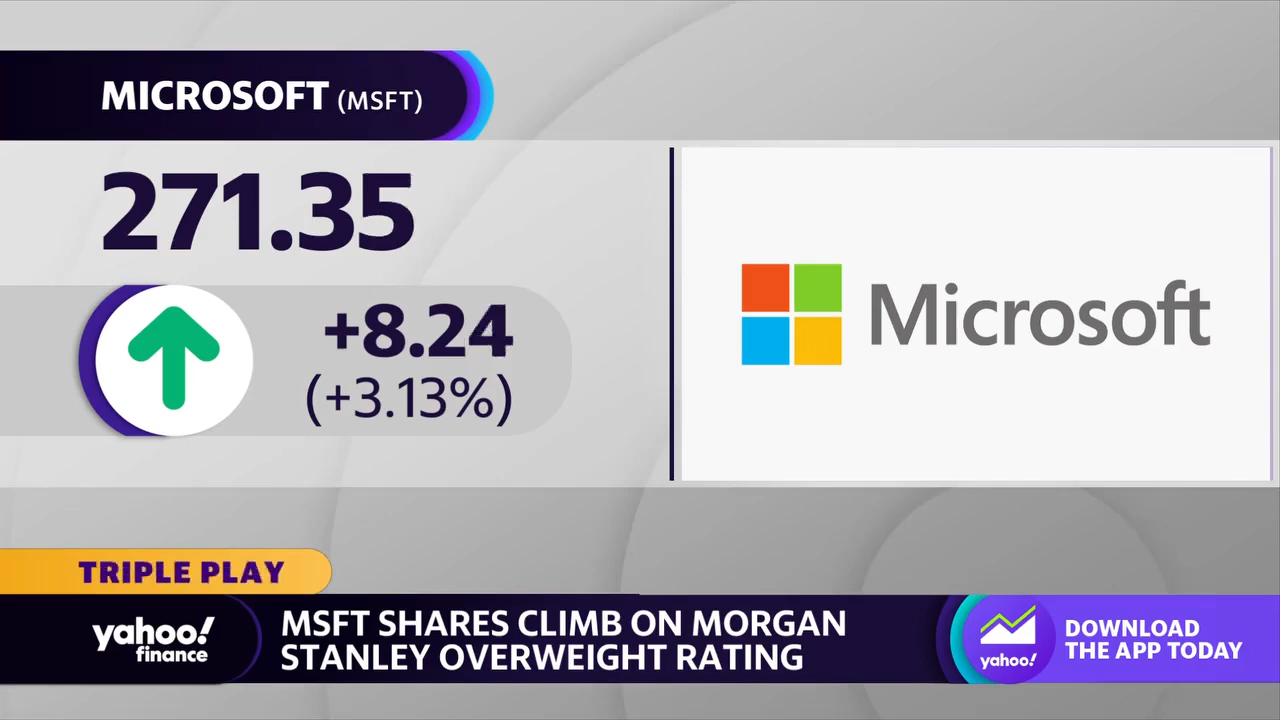 MICROSOFT (MSFT)
271.35
+8.24
(+3.13%)
Microsoft
TRIPLE PLAY
yahoo!
finance
MSFT SHARES CLIMB ON MORGAN
STANLEY OVERWEIGHT RATING
yahoo!
DOWNLOAD
THE APP TODAY